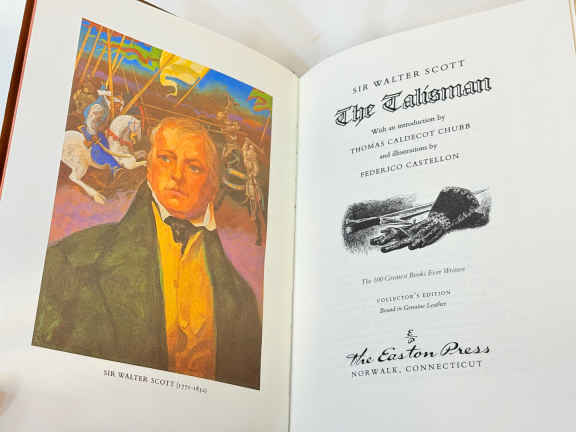 SIR WALTER SCOTT (1771-1832)
SIR WALTER SCOTT
The Talisman
With an introduction by
THOMAS CALDECOT CHUBB
and illustrations by
FEDERICO CASTELLON
The 100 Greatest Books Ever Written
COLLECTOR'S EDITION
Bound in Genuine Leather
E
P
The Easton Press
NORWALK, CONNECTICUT